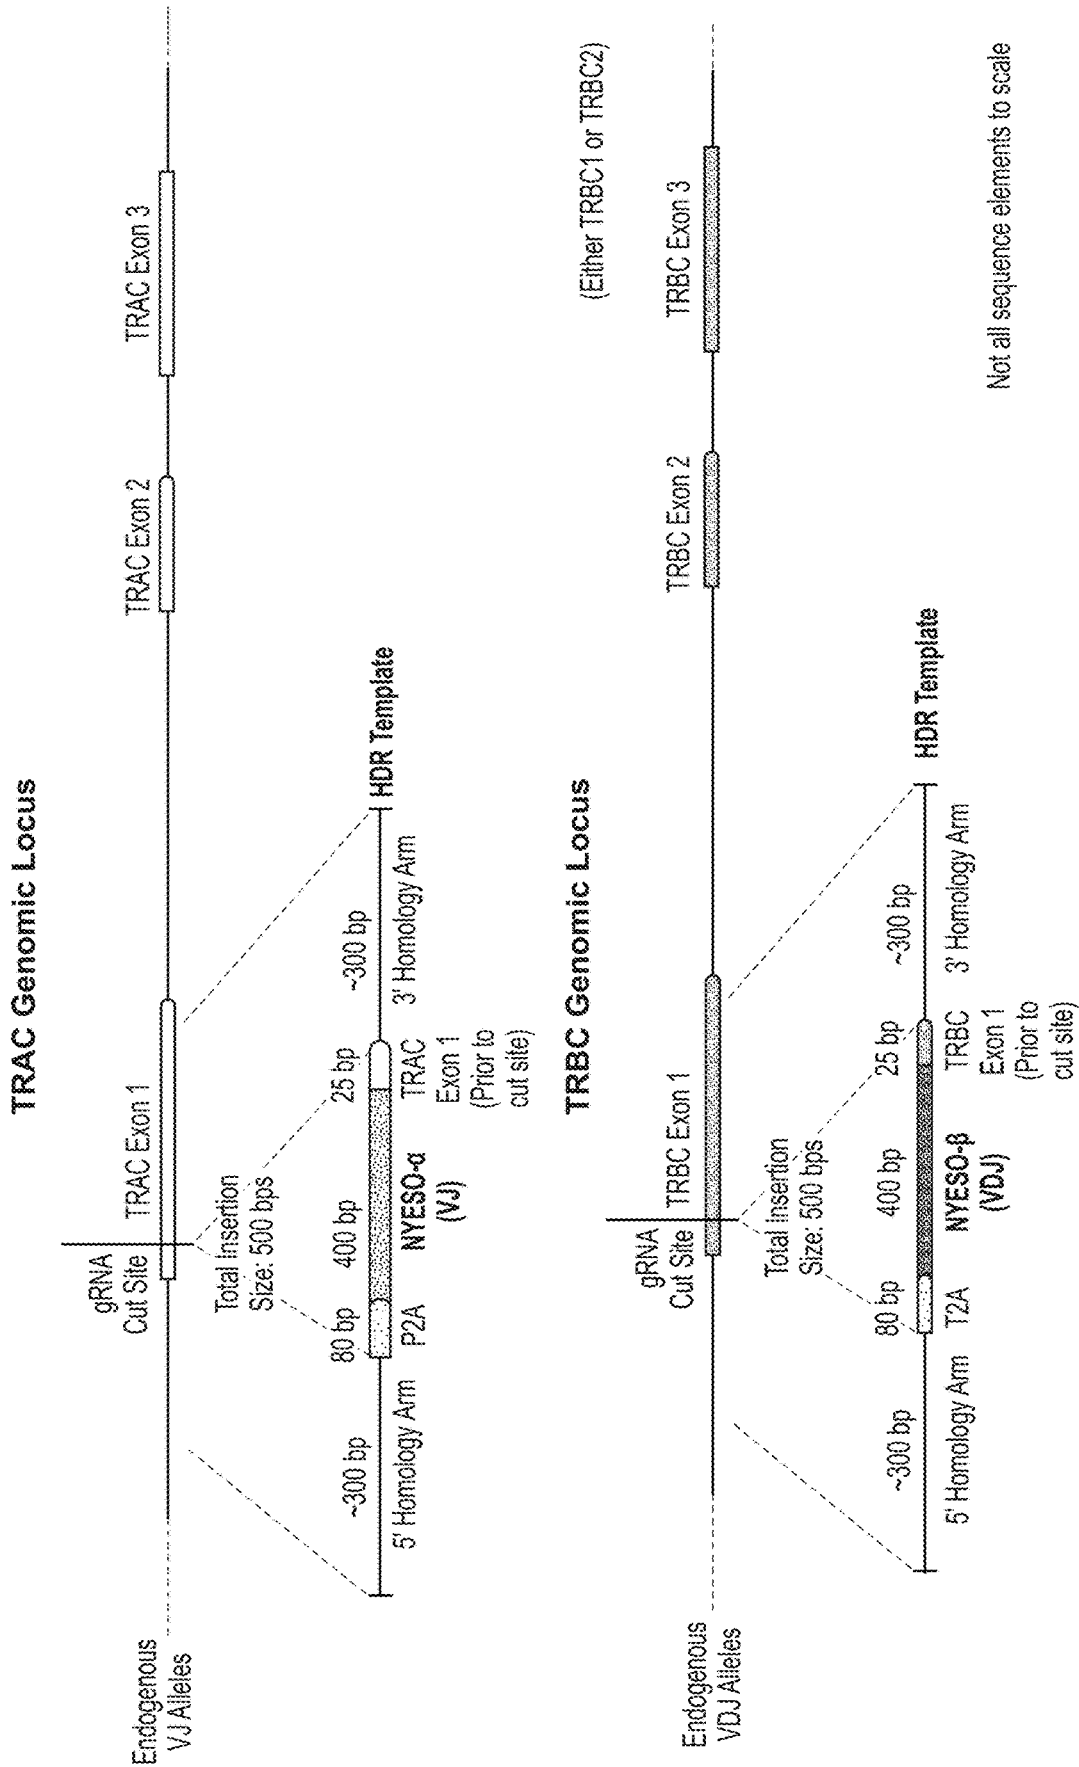 TRAC Genomic Locus
Endogenous
VJ Alleles
gRNA
Cut Site
TRAC Exon 1
TRAC Exon 2
TRAC Exon 3
Total Insertion
Size: 500 bps
~300 bp
80 bp
400 bp
25 bp
~300 bp
HDR Template
5' Homology Arm
P2A
NYESO-α
(VJ)
TRAC
Exon 1
(Prior to
cut site)
3' Homology Arm
TRBC Genomic Locus
(Either TRBC1 or TRBC2)
Endogenous
VDJ Alleles
gRNA
Cut Site
TRBC Exon 1
TRBC Exon 2
TRBC Exon 3
Total Insertion
Size: 500 bps
~300 bp
80 bp
400 bp
25 bp
~300 bp
HDR Template
5' Homology Arm
T2A
NYESO-β
(VDJ)
TRBC
Exon 1
(Prior to
cut site)
3' Homology Arm
Not all sequence elements to scale